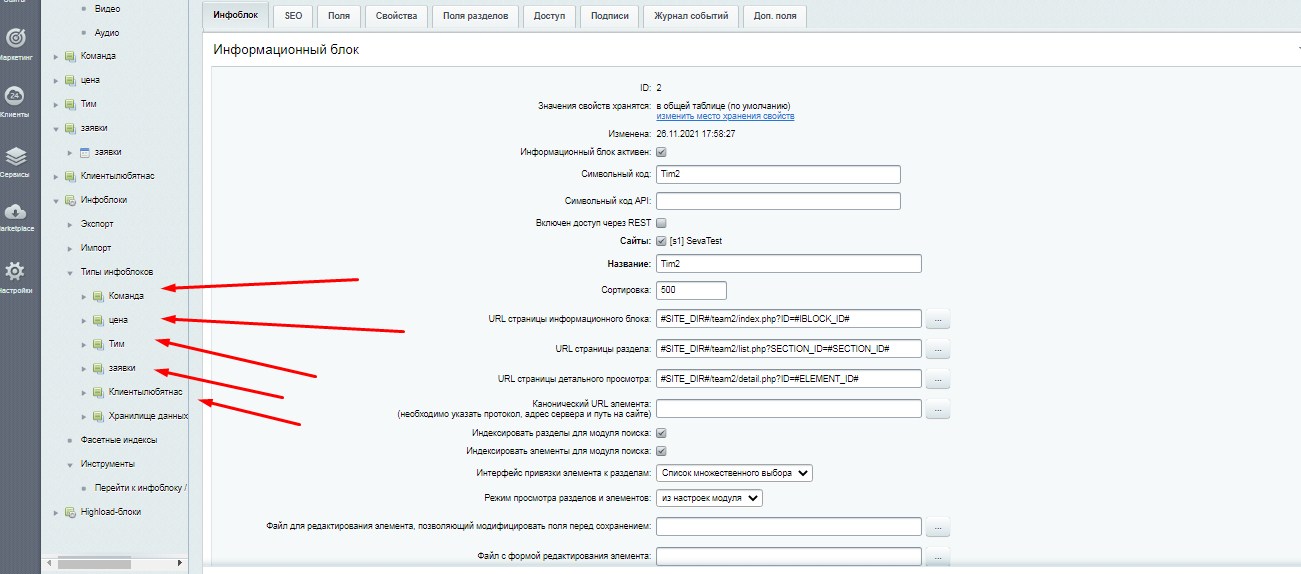 Маркетинг
24
Клиенты
Сервисы
arketplace
Настройки
Видео
Аудио
Команда
цена
Тим
заявки
заявки
Клиентылюбятнас
Инфоблоки
Экспорт
Импорт
Типы инфоблоков
Команда
цена
Тим
заявки
Клиентылюбятнас
Хранилище данных
Фасетные индексы
Инструменты
Перейти к инфоблоку /
Highload-блоки
Инфоблок SEO Поля Свойства Поля разделов Доступ Подписи Журнал событий Доп. поля
Информационный блок
ID: 2
Значения свойств хранятся: в общей таблице (по умолчанию)
изменить место хранения свойств
Изменена: 26.11.2021 17:58:27
Информационный блок активен:
Символьный код: Tim2
Символьный код API:
Включен доступ через REST
Сайты: [s1] SevaTest
Название: Tim2
Сортировка: 500
URL страницы информационного блока: #SITE_DIR#/team2/index.php?ID=#IBLOCK_ID# ...
URL страницы раздела: #SITE_DIR#/team2/list.php?SECTION_ID=#SECTION_ID# ...
URL страницы детального просмотра: #SITE_DIR#/team2/detail.php?ID=#ELEMENT_ID# ...
Канонический URL элемента:
(необходимо указать протокол, адрес сервера и путь на сайте) ...
Индексировать разделы для модуля поиска:
Индексировать элементы для модуля поиска:
Интерфейс привязки элемента к разделам: Список множественного выбора
Режим просмотра разделов и элементов: из настроек модуля
Файл для редактирования элемента, позволяющий модифицировать поля перед сохранением: ...
Файл с формой редактирования элемента: ...